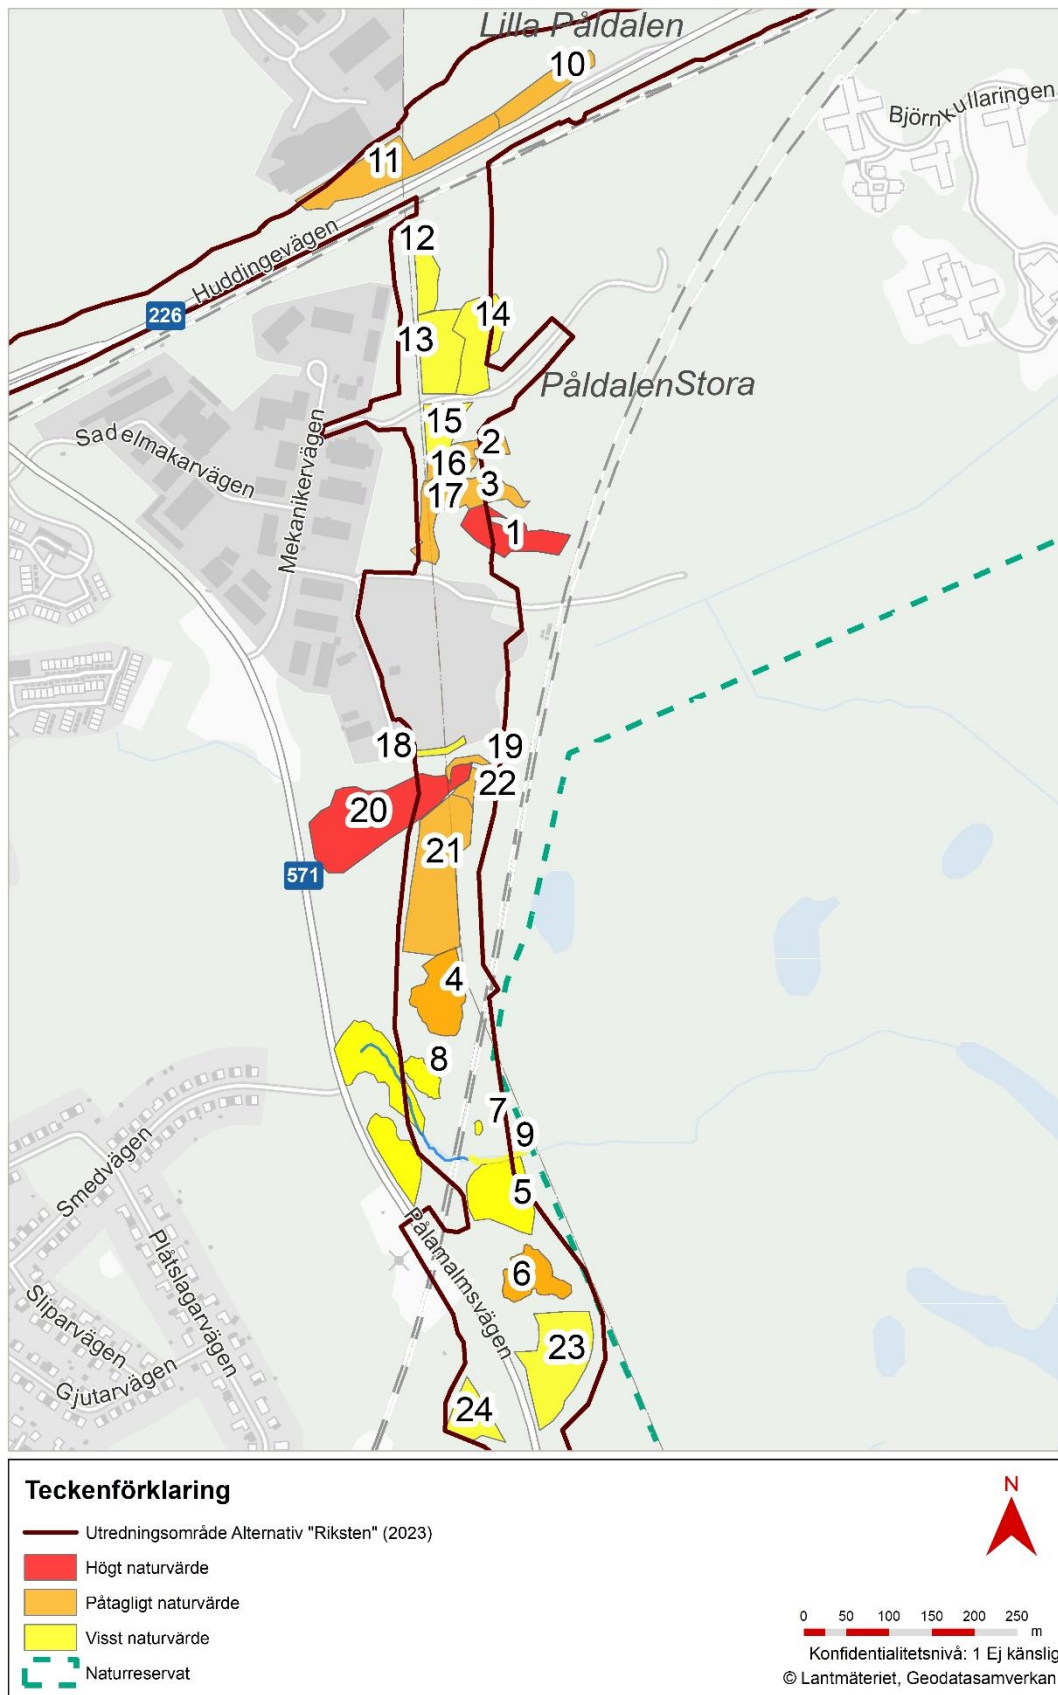 Lilla Påldalen
10
Björnkullaringen
11
Huddingevägen
12
226
14
13
PåldalenStora
15
Sadelmakarvägen
2
16
Mekanikervägen
3
17
1
18
19
22
20
21
571
4
8
7
9
Smedvägen
5
Pålamalmsvägen
Plåtslagarvägen
6
Sliparvägen
23
Gjutarvägen
24
Teckenförklaring
Utredningsområde Alternativ "Riksten" (2023)
Högt naturvärde
Påtagligt naturvärde
Visst naturvärde
Naturreservat
N
0 50 100 150 200 250
m
Konfidentialitetsnivå: 1 Ej känslig
© Lantmäteriet, Geodatasamverkan